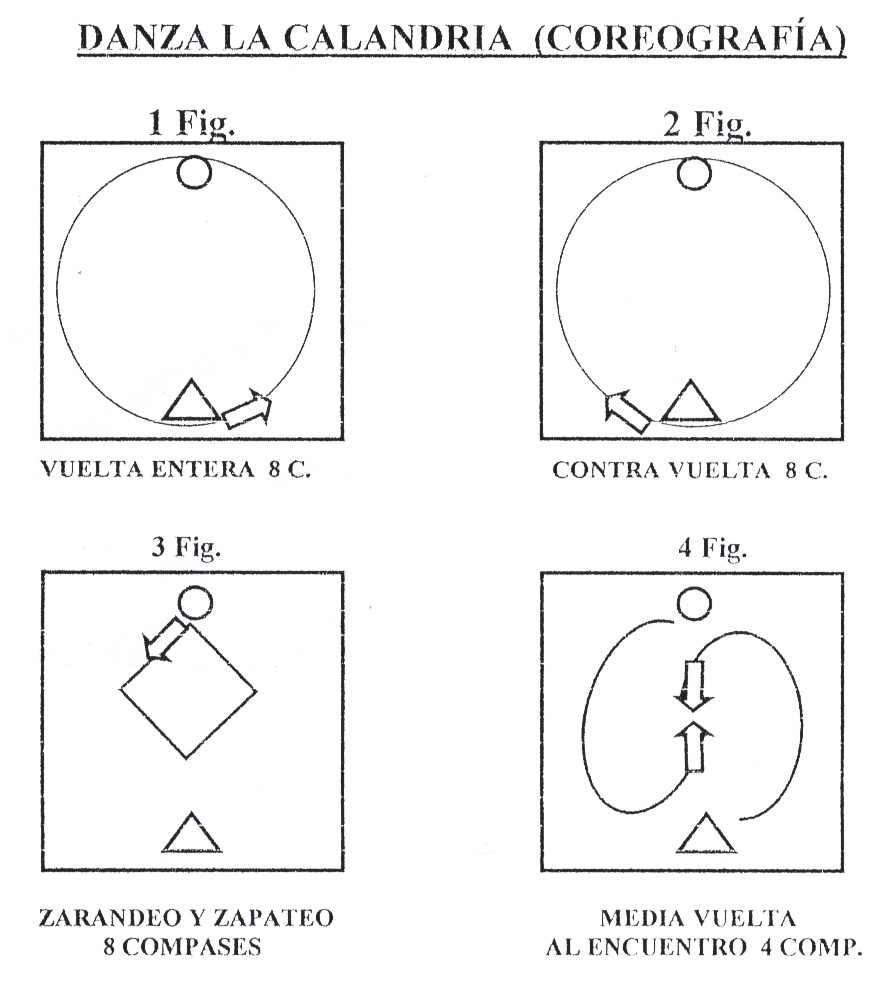 DANZA LA CALANDRIA (COREOGRAFÍA)
1 Fig.
2 Fig.
VUELTA ENTERA 8 C.
CONTRA VUELTA 8 C.
3 Fig.
4 Fig.
ZARANDEO Y ZAPATEO
8 COMPASES
MEDIA VUELTA
AL ENCUENTRO 4 COMP.